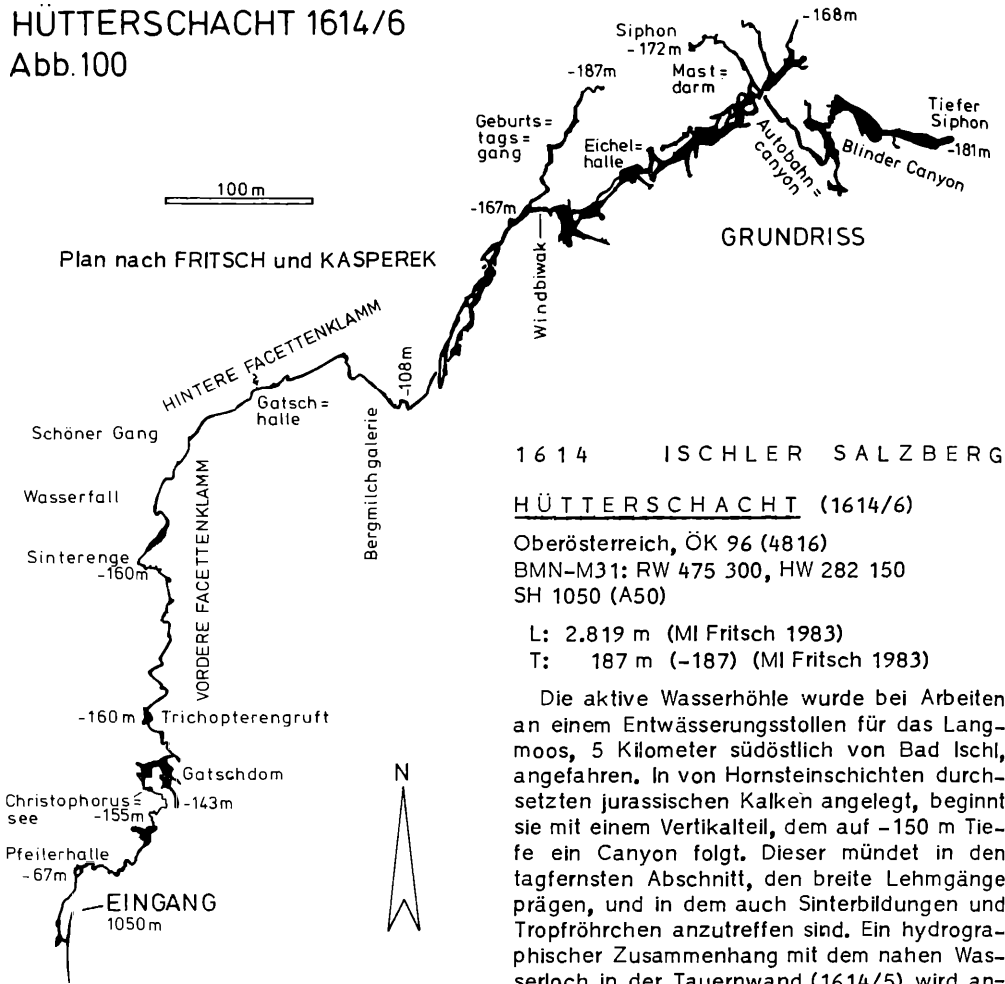 HÜTTERSCHACHT 1614/6
Abb.100
-168m
Siphon
-172m
Mast=
darm
-187m
Geburts=
tags=
gang
Eichel=
halle
Autobahn=
canyon
Tiefer
Siphon
-181m
Blinder Canyon
100 m
-167m
Windbiwak
GRUNDRISS
Plan nach FRITSCH und KASPEREK
HINTERE FACETTENKLAMM
-108m
Gatsch=
halle
Bergmilchgalerie
Schöner Gang
Wasserfall
VORDERE FACETTENKLAMM
Sinterenge
-160m
-160m
Trichopterengruft
Gatschdom
Christophorus=
see
-155m
-143m
Pfeilerhalle
-67m
EINGANG
1050m
N
1614 ISCHLER SALZBERG
HÜTTERSCHACHT (1614/6)
Oberösterreich, ÖK 96 (4816)
BMN-M31: RW 475 300, HW 282 150
SH 1050 (A50)
L: 2.819 m (MI Fritsch 1983)
T: 187 m (-187) (MI Fritsch 1983)
Die aktive Wasserhöhle wurde bei Arbeiten
an einem Entwässerungsstollen für das Lang-
moos, 5 Kilometer südöstlich von Bad Ischl,
angefahren. In von Hornsteinschichten durch-
setzten jurassischen Kalken angelegt, beginnt
sie mit einem Vertikalteil, dem auf -150 m Tie-
fe ein Canyon folgt. Dieser mündet in den
tagfernsten Abschnitt, den breite Lehmgänge
prägen, und in dem auch Sinterbildungen und
Tropfröhrchen anzutreffen sind. Ein hydrogra-
phischer Zusammenhang mit dem nahen Was-
serloch in der Tauernwand (1614/5) wird an-